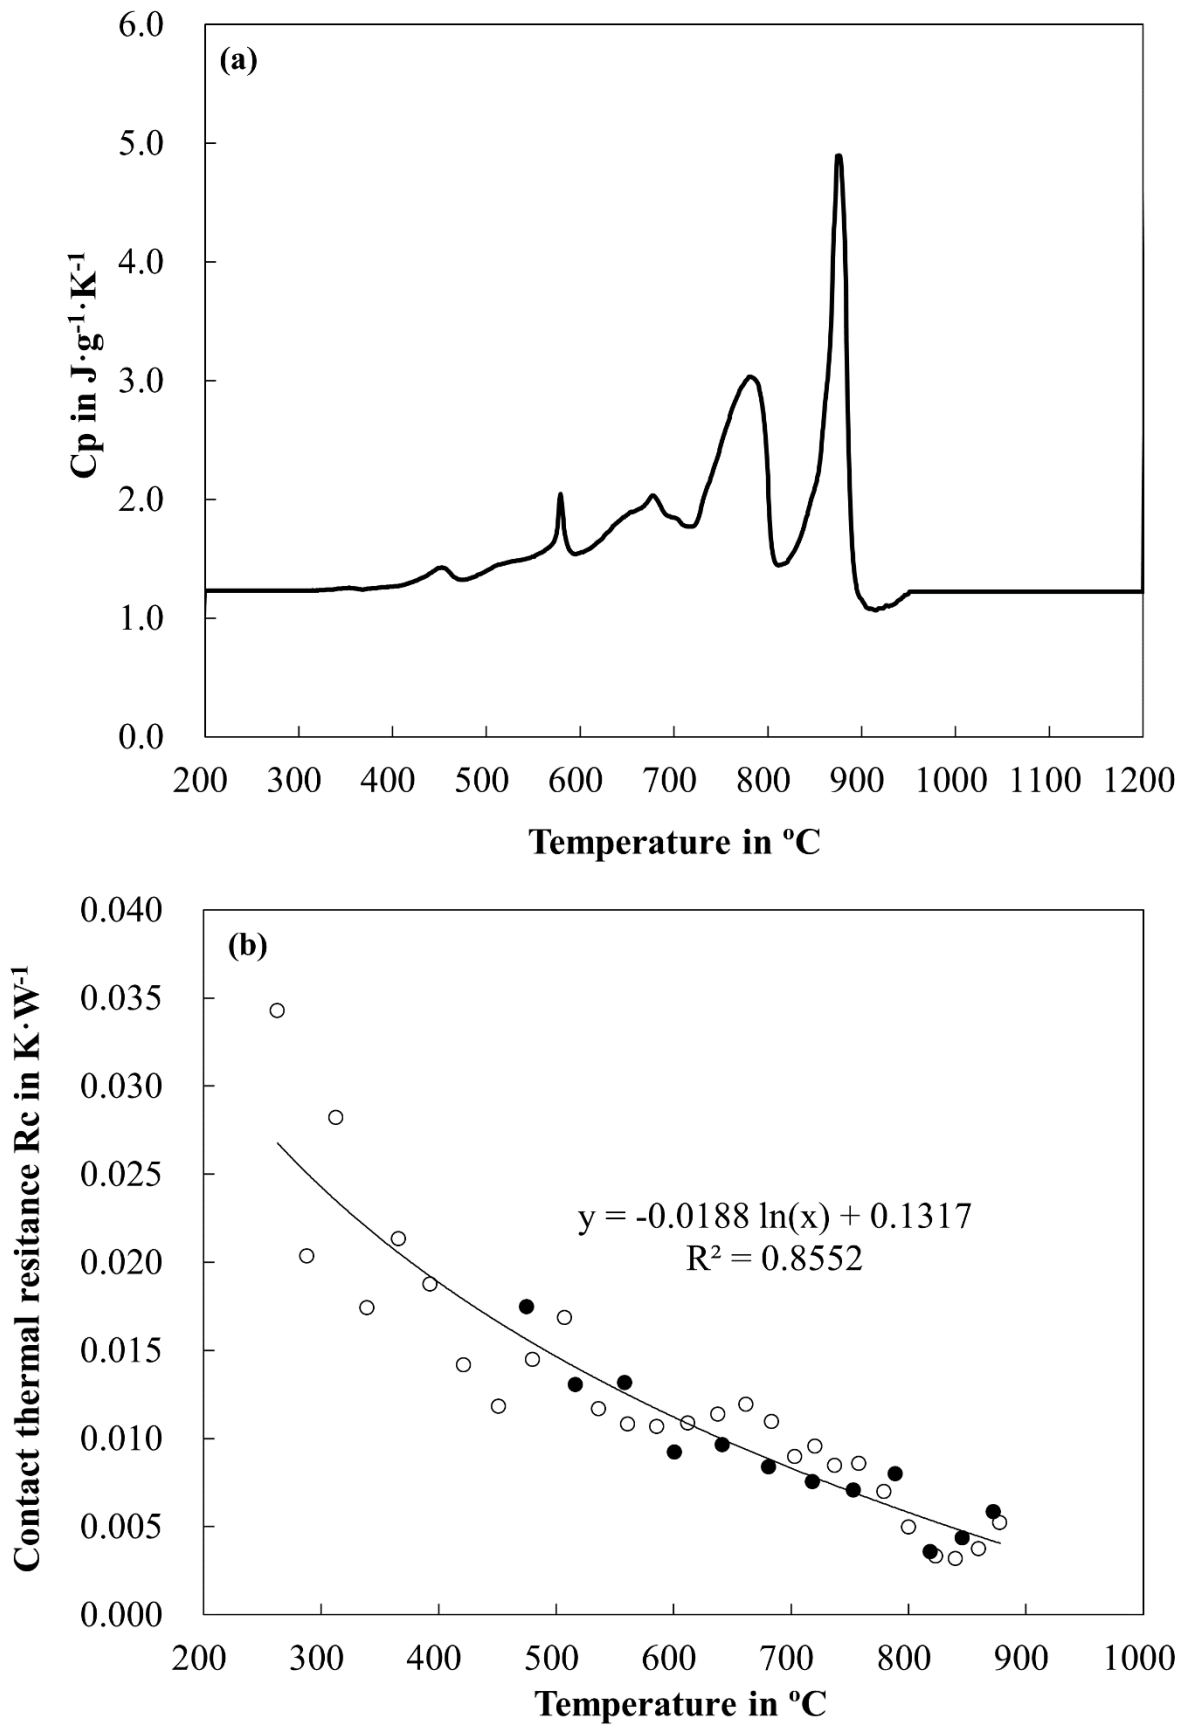 (a)
6.0
5.0
4.0
3.0
2.0
1.0
0.0
Cp in J·g⁻¹·K⁻¹
200 300 400 500 600 700 800 900 1000 1100 1200
Temperature in ºC
(b)
0.040
0.035
0.030
0.025
0.020
0.015
0.010
0.005
0.000
Contact thermal resitance Rc in K·W⁻¹
y = -0.0188 ln(x) + 0.1317
R² = 0.8552
200 300 400 500 600 700 800 900 1000
Temperature in ºC